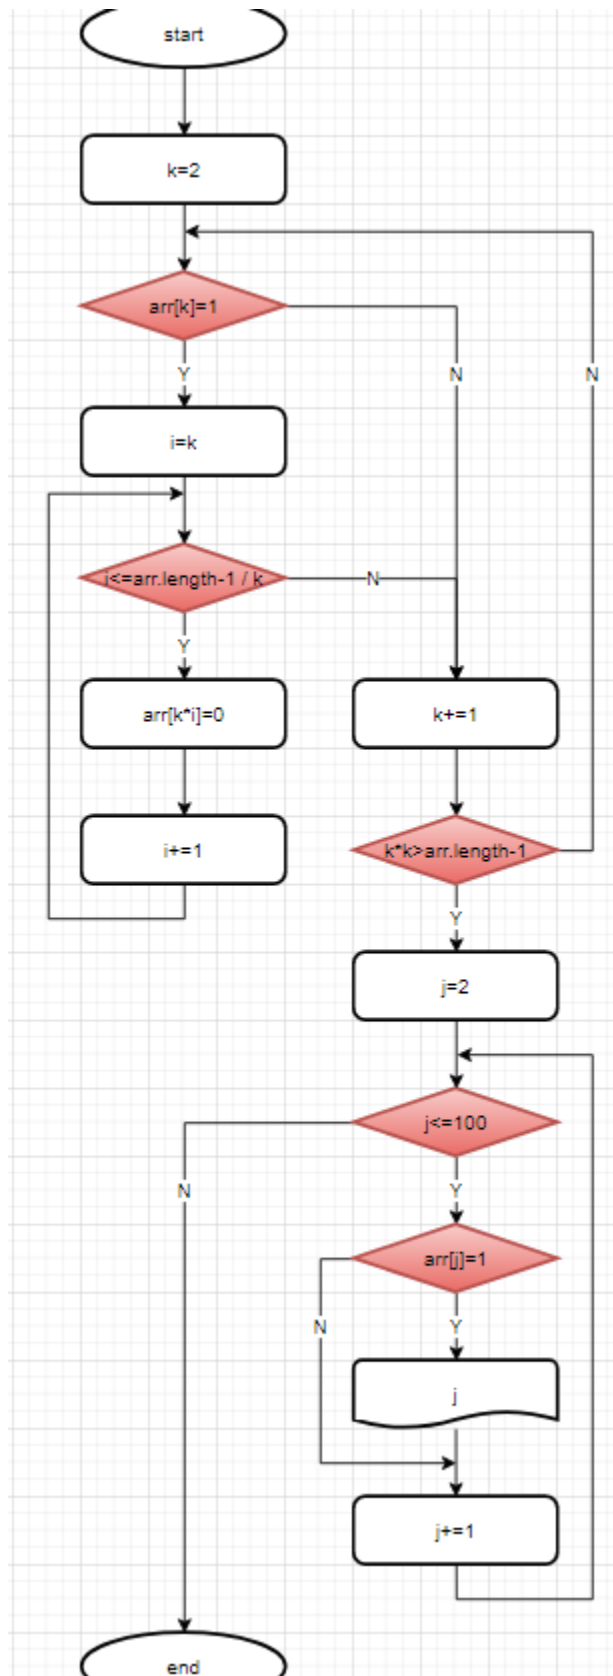 start
k=2
arr[k]=1
Y
N
N
i=k
i<=arr.length-1 / k
N
Y
arr[k*i]=0
k+=1
i+=1
k*k>arr.length-1
Y
j=2
j<=100
N
Y
arr[j]=1
N
Y
j
j+=1
end